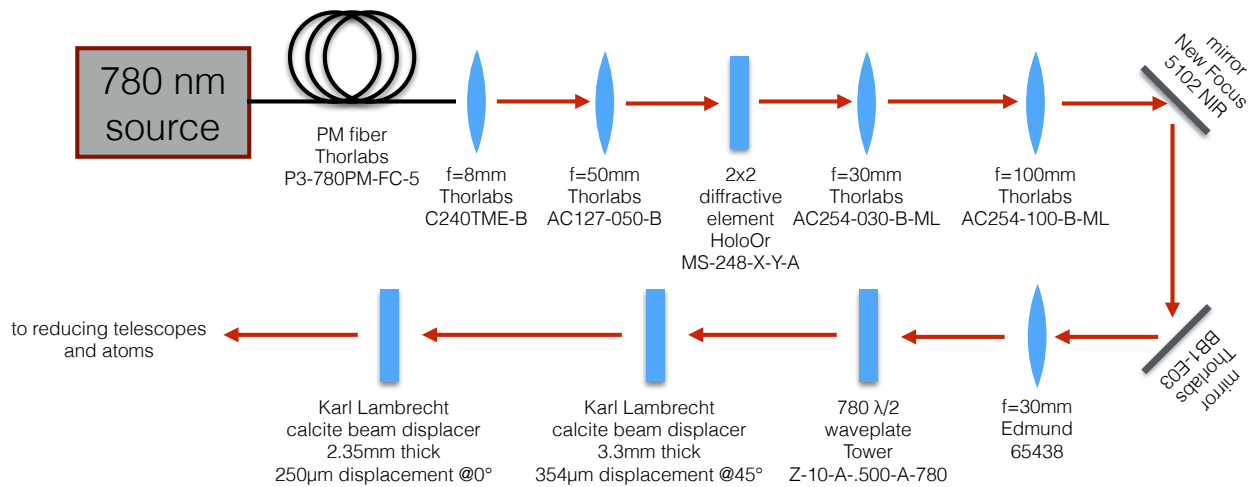 780 nm
source
PM fiber
Thorlabs
P3-780PM-FC-5
f=8mm
Thorlabs
C240TME-B
f=50mm
Thorlabs
AC127-050-B
2x2
diffractive
element
HoloOr
MS-248-X-Y-A
f=30mm
Thorlabs
AC254-030-B-ML
f=100mm
Thorlabs
AC254-100-B-ML
mirror
New Focus
5102 NIR
to reducing telescopes
and atoms
Karl Lambrecht
calcite beam displacer
2.35mm thick
250µm displacement @0°
Karl Lambrecht
calcite beam displacer
3.3mm thick
354µm displacement @45°
780 λ/2
waveplate
Tower
Z-10-A-.500-A-780
f=30mm
Edmund
65438
mirror
Thorlabs
BB1-E03